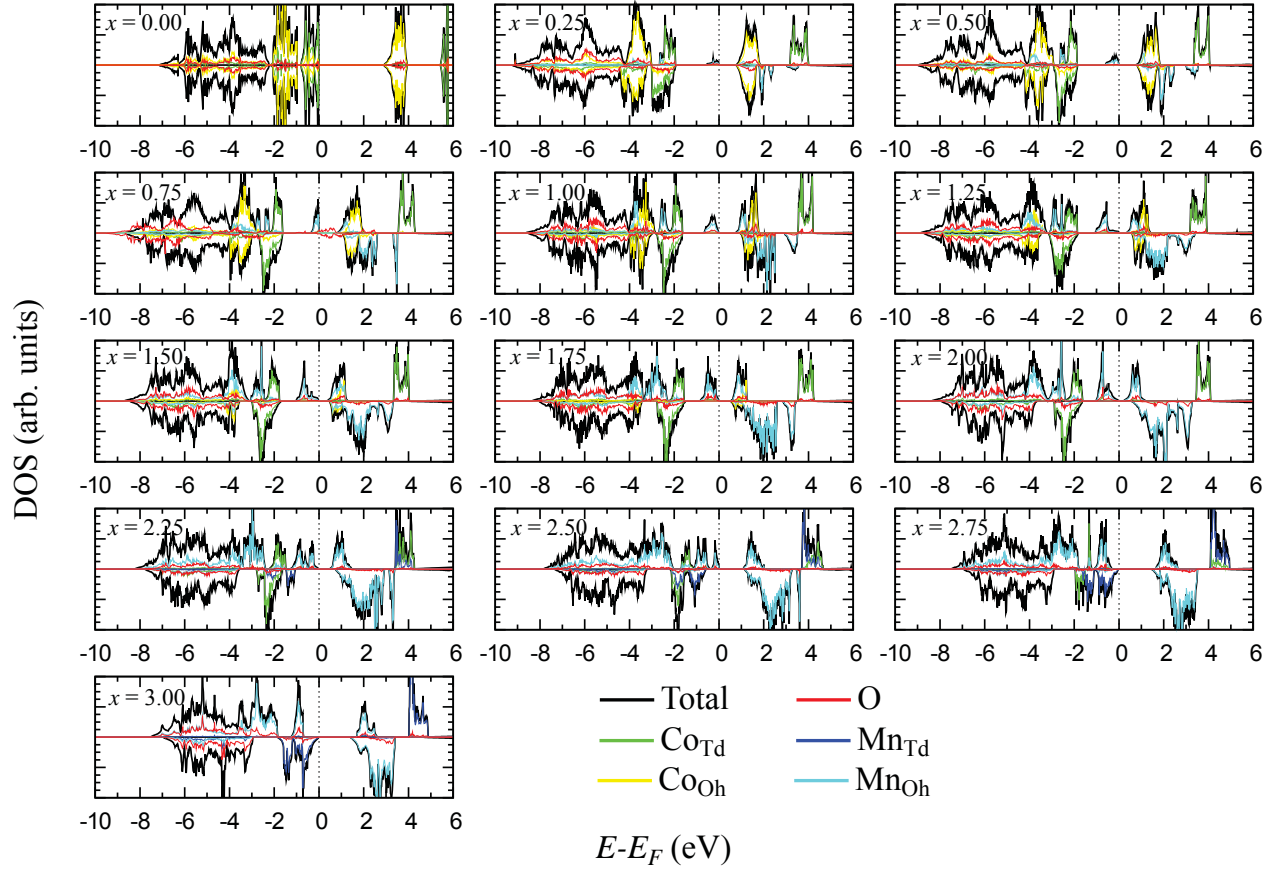 x = 0.00 x = 0.25 x = 0.50
-10 -8 -6 -4 -2 0 2 4 6 -10 -8 -6 -4 -2 0 2 4 6 -10 -8 -6 -4 -2 0 2 4 6
x = 0.75 x = 1.00 x = 1.25
-10 -8 -6 -4 -2 0 2 4 6 -10 -8 -6 -4 -2 0 2 4 6 -10 -8 -6 -4 -2 0 2 4 6
DOS (arb. units)
x = 1.50 x = 1.75 x = 2.00
-10 -8 -6 -4 -2 0 2 4 6 -10 -8 -6 -4 -2 0 2 4 6 -10 -8 -6 -4 -2 0 2 4 6
x = 2.25 x = 2.50 x = 2.75
-10 -8 -6 -4 -2 0 2 4 6 -10 -8 -6 -4 -2 0 2 4 6 -10 -8 -6 -4 -2 0 2 4 6
x = 3.00
-10 -8 -6 -4 -2 0 2 4 6
Total O
Co_Td Mn_Td
Co_Oh Mn_Oh
E-E_F (eV)